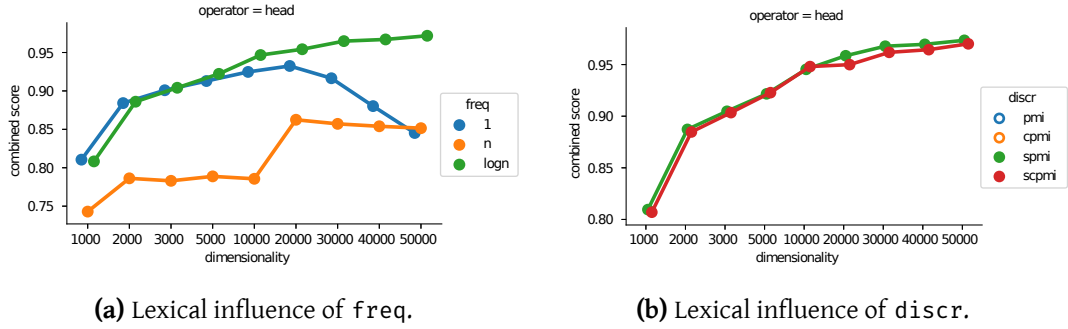 operator = head
combined score
0.95
0.90
0.85
0.80
0.75
1000 2000 3000 5000 10000 20000 30000 40000 50000
dimensionality
freq
1
n
logn
(a) Lexical influence of freq.
operator = head
combined score
0.95
0.90
0.85
0.80
1000 2000 3000 5000 10000 20000 30000 40000 50000
dimensionality
discr
pmi
cpmi
spmi
scpmi
(b) Lexical influence of discr.